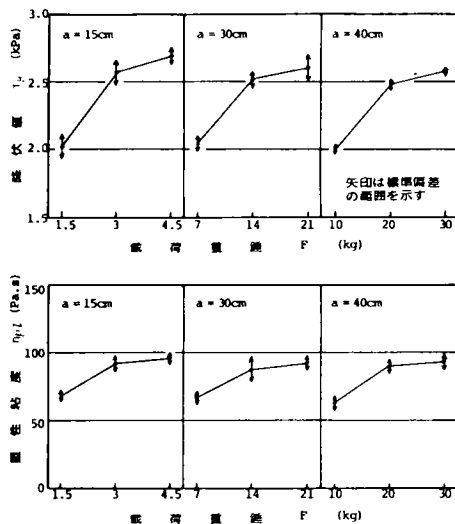 3.0
a = 15cm
a = 30cm
a = 40cm
降伏値 τy (kPa)
2.5
2.0
矢印は標準偏差
の範囲を示す
1.5
1.5 3 4.5 7 14 21 10 20 30
載荷重錘 F (kg)
150
a = 15cm
a = 30cm
a = 40cm
塑性粘度 ηpl (Pa.s)
100
50
0
1.5 3 4.5 7 14 21 10 20 30
載荷重錘 F (kg)